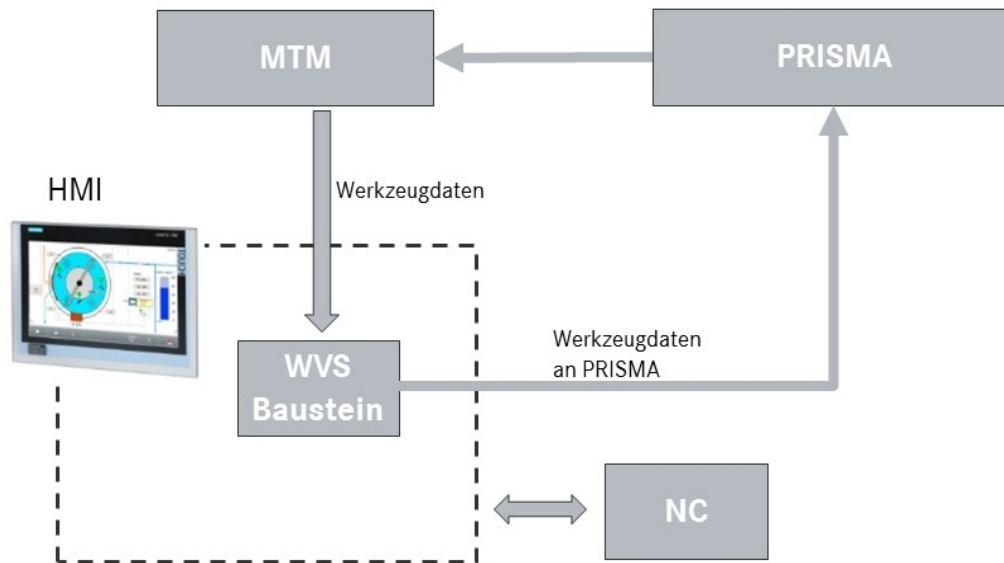 MTM
PRISMA
Werkzeugdaten
HMI
WVS
Baustein
Werkzeugdaten
an PRISMA
NC